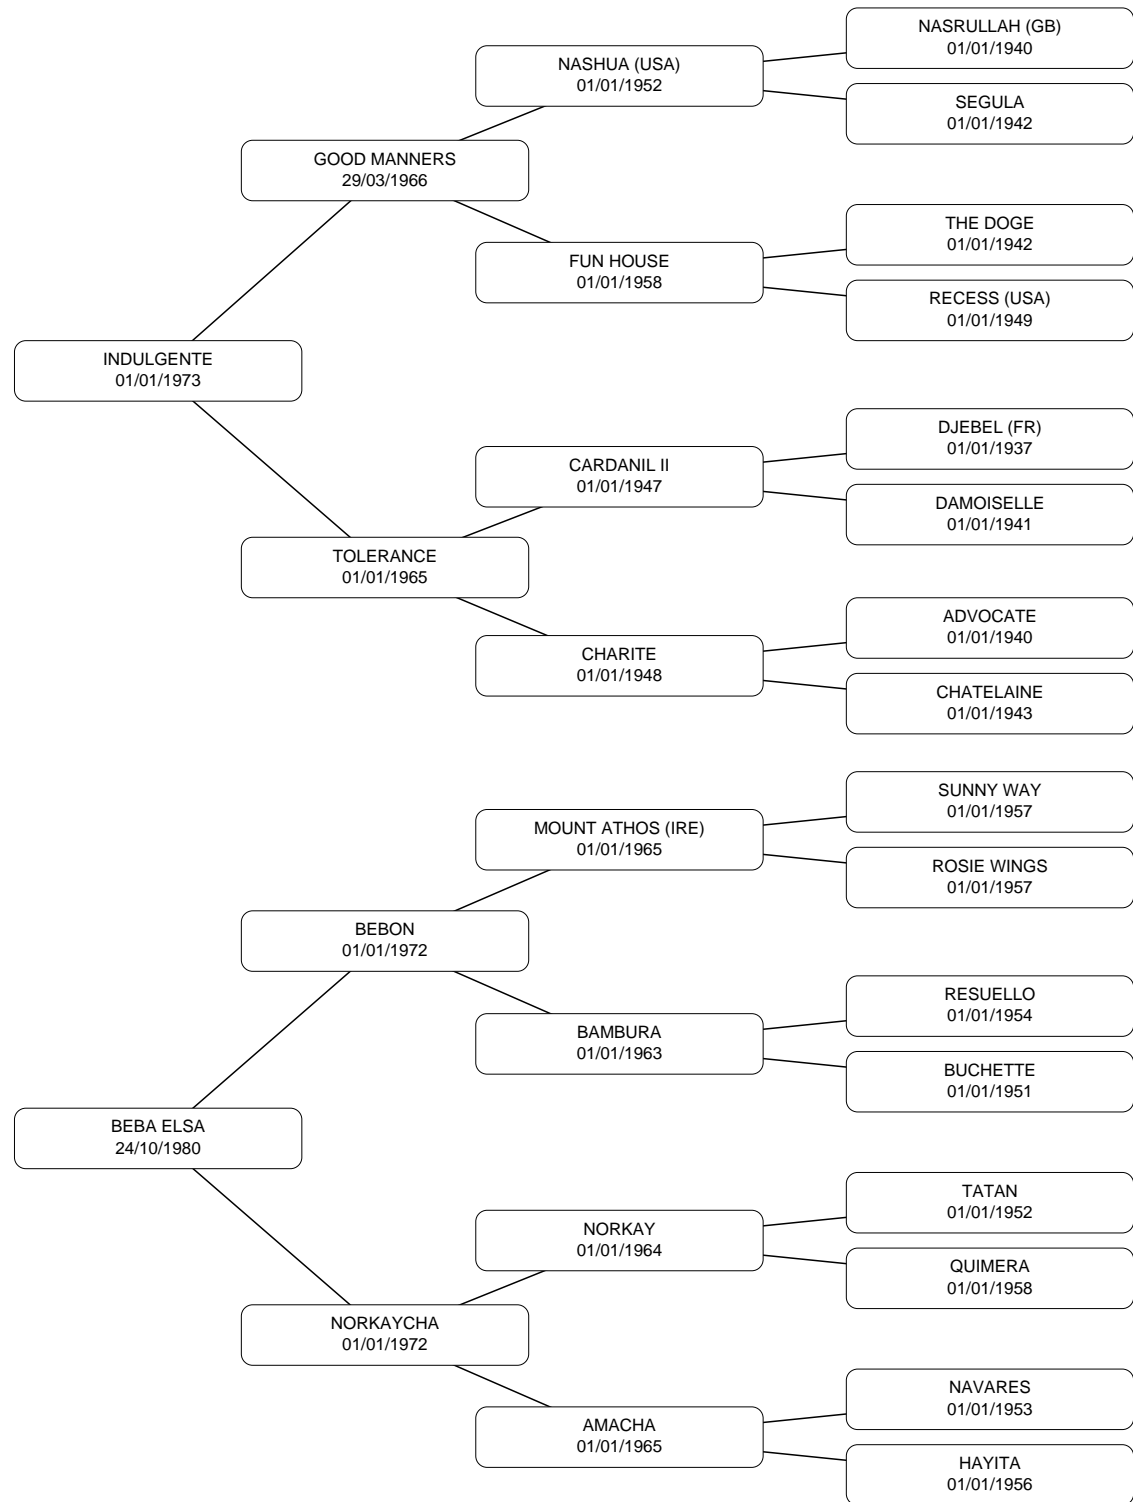 NASRULLAH (GB)
01/01/1940
NASHUA (USA)
01/01/1952
SEGULA
01/01/1942
GOOD MANNERS
29/03/1966
THE DOGE
01/01/1942
FUN HOUSE
01/01/1958
RECESS (USA)
01/01/1949
INDULGENTE
01/01/1973
DJEBEL (FR)
01/01/1937
CARDANIL II
01/01/1947
DAMOISELLE
01/01/1941
TOLERANCE
01/01/1965
ADVOCATE
01/01/1940
CHARITE
01/01/1948
CHATELAINE
01/01/1943
SUNNY WAY
01/01/1957
MOUNT ATHOS (IRE)
01/01/1965
ROSIE WINGS
01/01/1957
BEBON
01/01/1972
RESUELLO
01/01/1954
BAMBURA
01/01/1963
BUCHETTE
01/01/1951
BEBA ELSA
24/10/1980
TATAN
01/01/1952
NORKAY
01/01/1964
QUIMERA
01/01/1958
NORKAYCHA
01/01/1972
NAVARES
01/01/1953
AMACHA
01/01/1965
HAYITA
01/01/1956